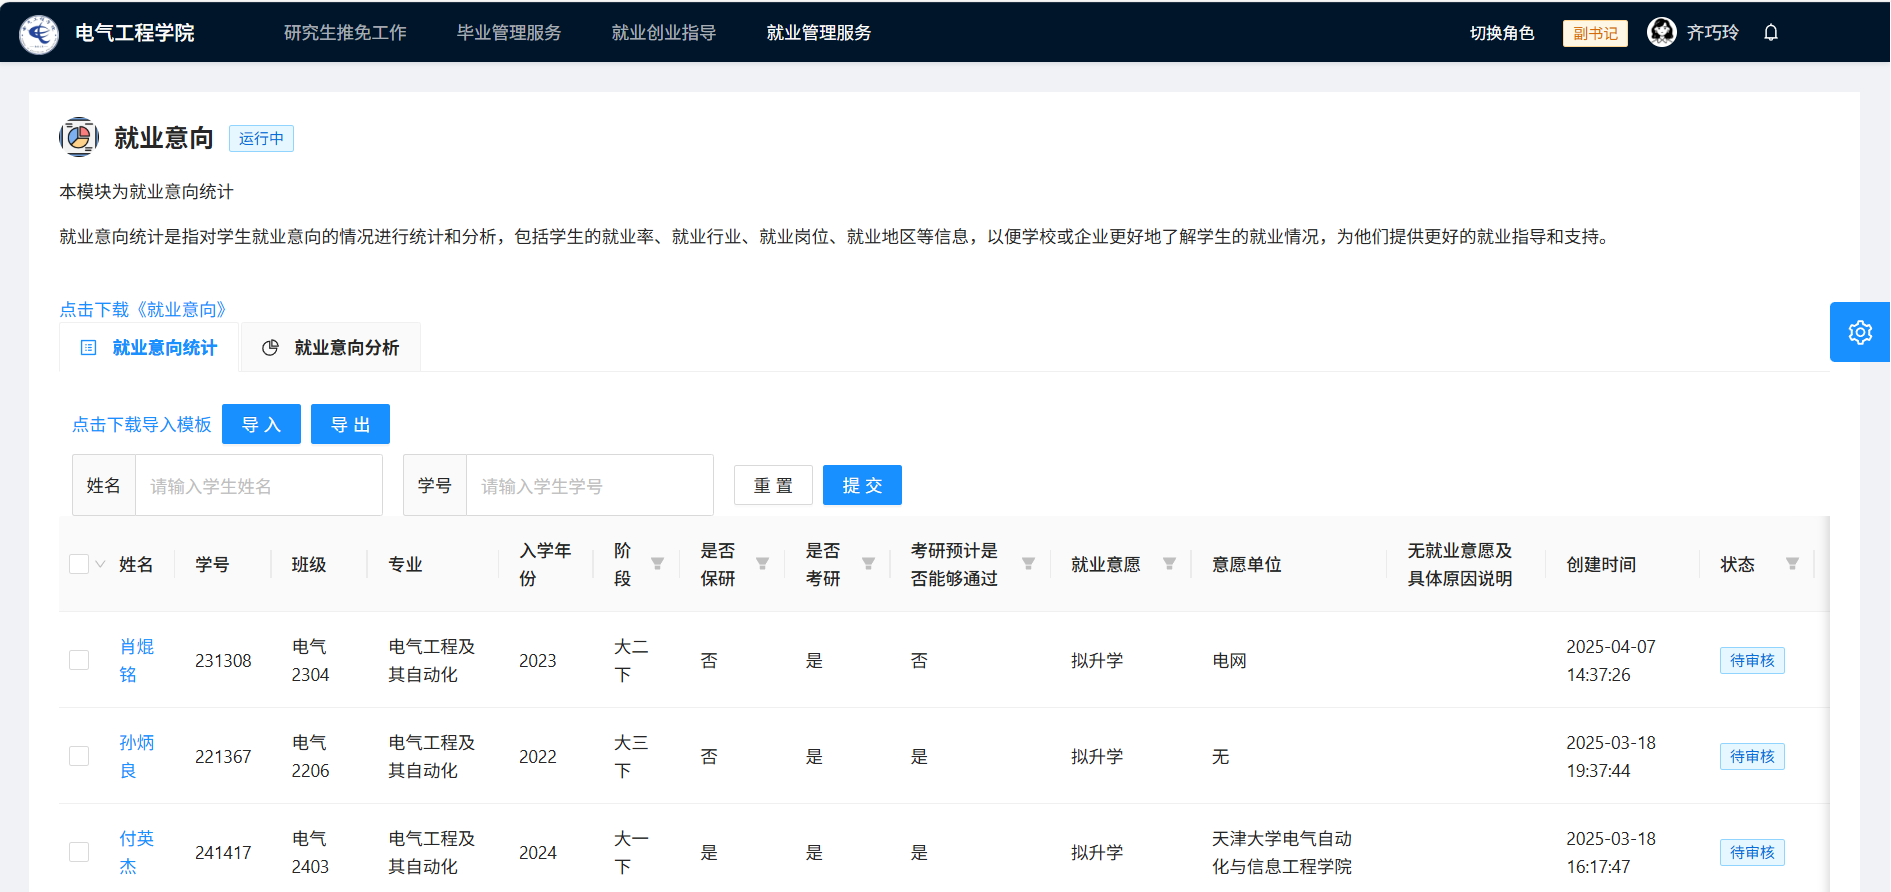 电气工程学院 研究生推免工作 毕业管理服务 就业创业指导 就业管理服务 切换角色 副书记 齐巧玲
就业意向 运行中
本模块为就业意向统计
就业意向统计是指对学生就业意向的情况进行统计和分析，包括学生的就业率、就业行业、就业岗位、就业地区等信息，以便学校或企业更好地了解学生的就业情况，为他们提供更好的就业指导和支持。
点击下载《就业意向》
就业意向统计 就业意向分析
点击下载导入模板 导入 导出
姓名 请输入学生姓名 学号 请输入学生学号 重置 提交
姓名 学号 班级 专业 入学年份 阶段 是否保研 是否考研 考研预计是否能够通过 就业意愿 意愿单位 无就业意愿及具体原因说明 创建时间 状态
肖焜铭 231308 电气2304 电气工程及其自动化 2023 大二下 否 是 否 拟升学 电网 2025-04-07 14:37:26 待审核
孙炳良 221367 电气2206 电气工程及其自动化 2022 大三下 否 是 是 拟升学 无 2025-03-18 19:37:44 待审核
付英杰 241417 电气2403 电气工程及其自动化 2024 大一下 是 是 是 拟升学 天津大学电气自动化与信息工程学院 2025-03-18 16:17:47 待审核